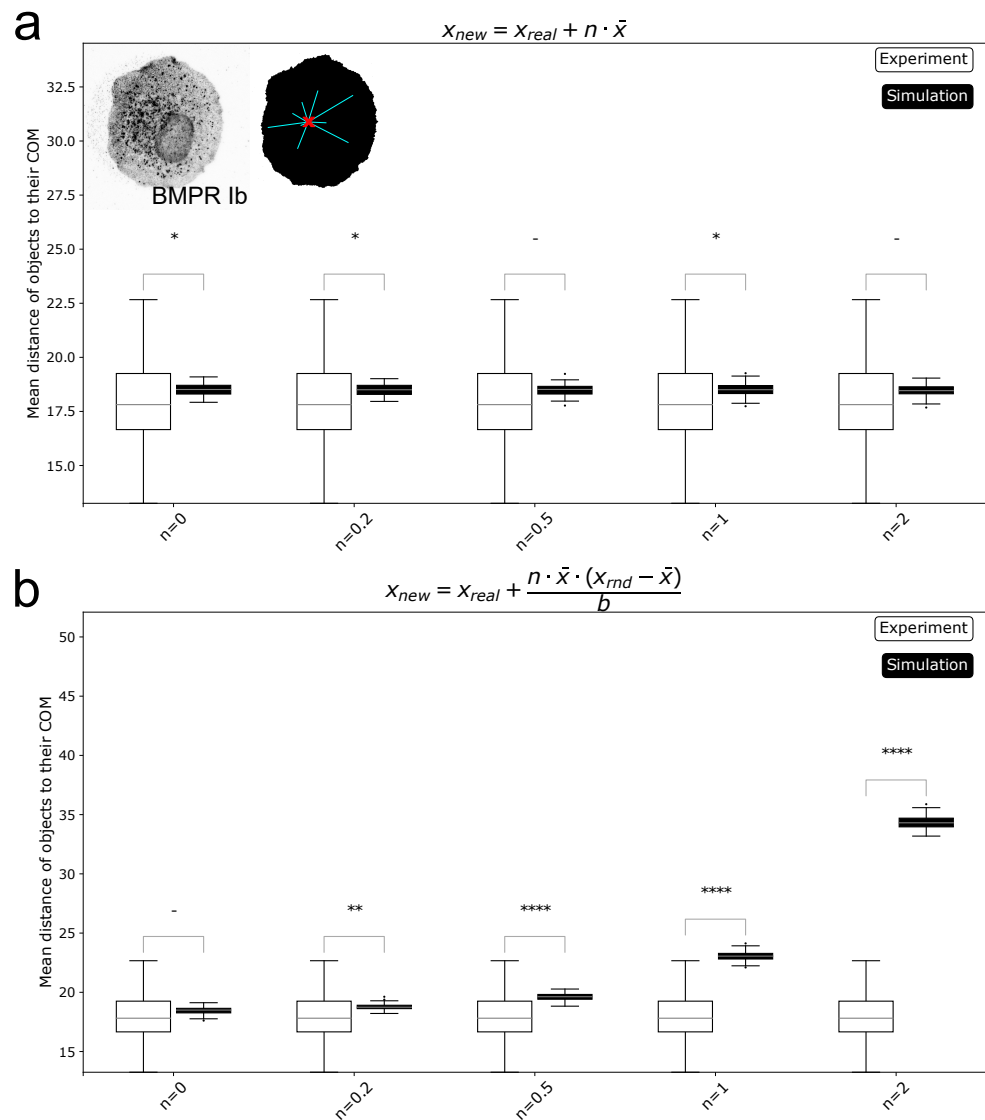 a
x_new = x_real + n · x̄
Experiment
Simulation
BMPR Ib
Mean distance of objects to their COM
32.5
30.0
27.5
25.0
22.5
20.0
17.5
15.0
* * - * -
n=0 n=0.2 n=0.5 n=1 n=2
b
x_new = x_real + n · x̄ · (x_rnd − x̄) / b
Experiment
Simulation
Mean distance of objects to their COM
50
45
40
35
30
25
20
15
- ** **** **** ****
n=0 n=0.2 n=0.5 n=1 n=2